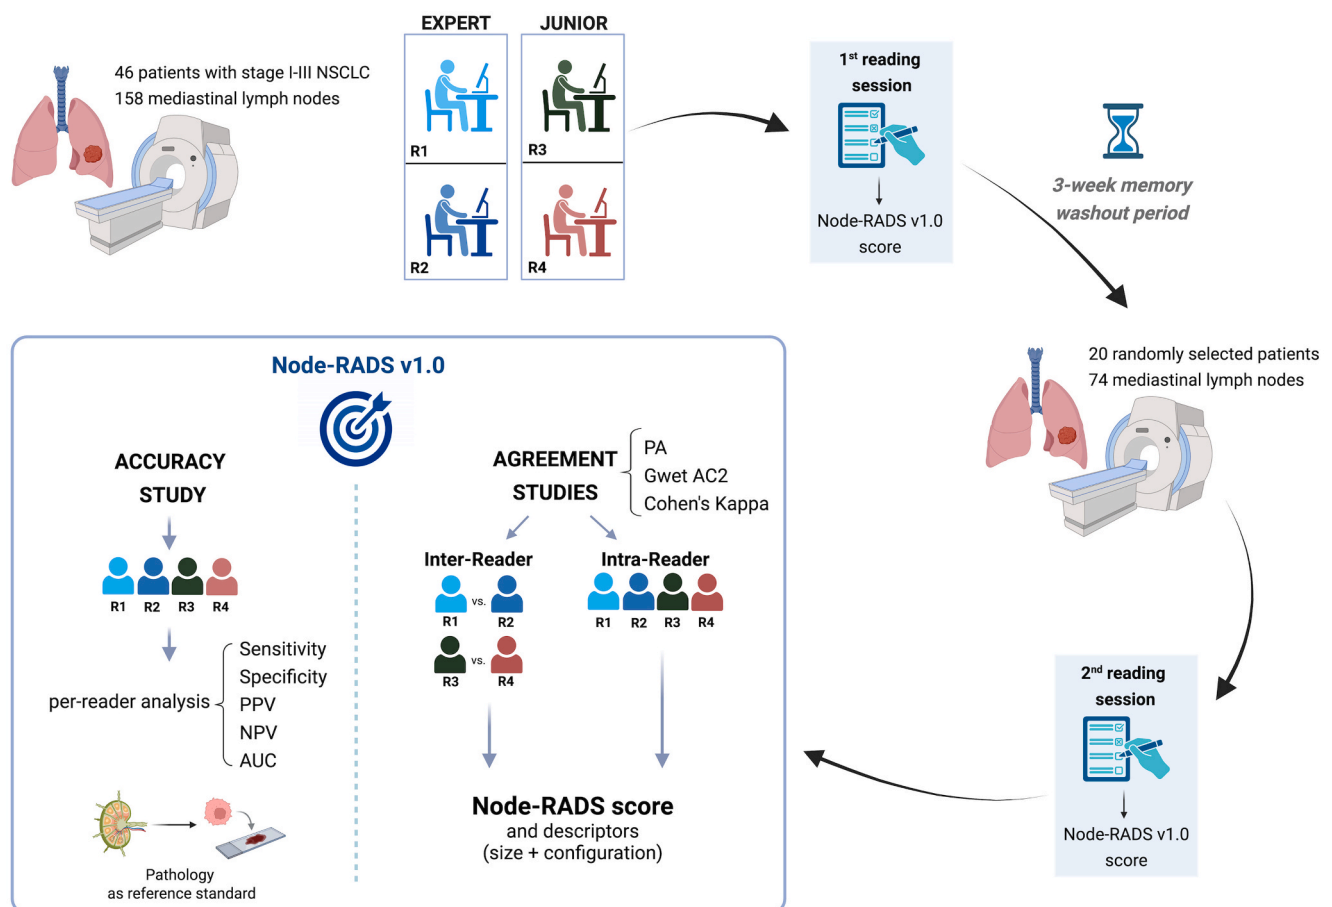 46 patients with stage I-III NSCLC
158 mediastinal lymph nodes
EXPERT
JUNIOR
R1
R3
R2
R4
1st reading
session
Node-RADS v1.0
score
3-week memory
washout period
20 randomly selected patients
74 mediastinal lymph nodes
2nd reading
session
Node-RADS v1.0
score
Node-RADS v1.0
ACCURACY
STUDY
R1 R2 R3 R4
per-reader analysis
Sensitivity
Specificity
PPV
NPV
AUC
Pathology
as reference standard
AGREEMENT
STUDIES
PA
Gwet AC2
Cohen's Kappa
Inter-Reader
vs.
R1 R2
vs.
R3 R4
Intra-Reader
R1 R2 R3 R4
Node-RADS score
and descriptors
(size + configuration)